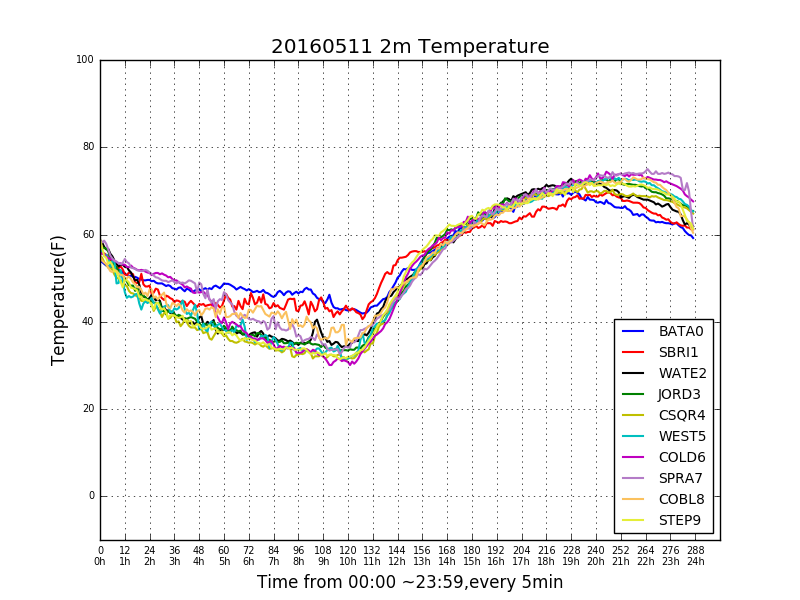 20160511 2m Temperature
100
80
60
40
20
0
Temperature(F)
BATA0
SBRI1
WATE2
JORD3
CSQR4
WEST5
COLD6
SPRA7
COBL8
STEP9
0 12 24 36 48 60 72 84 96 108 120 132 144 156 168 180 192 204 216 228 240 252 264 276 288
0h 1h 2h 3h 4h 5h 6h 7h 8h 9h 10h 11h 12h 13h 14h 15h 16h 17h 18h 19h 20h 21h 22h 23h 24h
Time from 00:00 ~23:59,every 5min